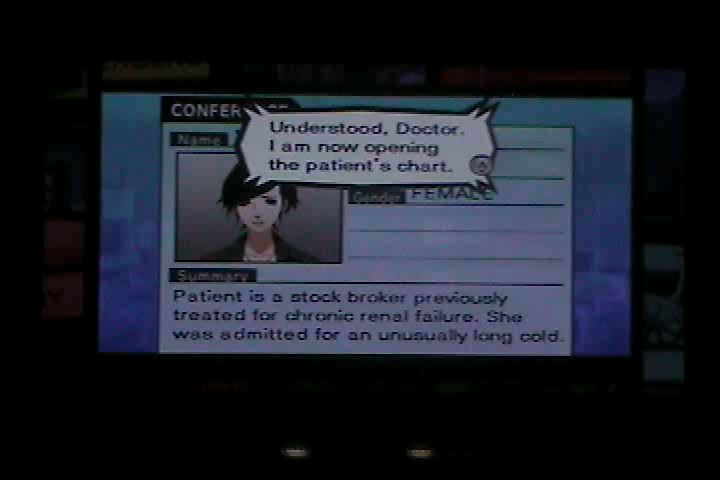 CONFERENCE
Understood, Doctor.
I am now opening
the patient's chart.
Name
Gender FEMALE
Summary
Patient is a stock broker previously
treated for chronic renal failure. She
was admitted for an unusually long cold.